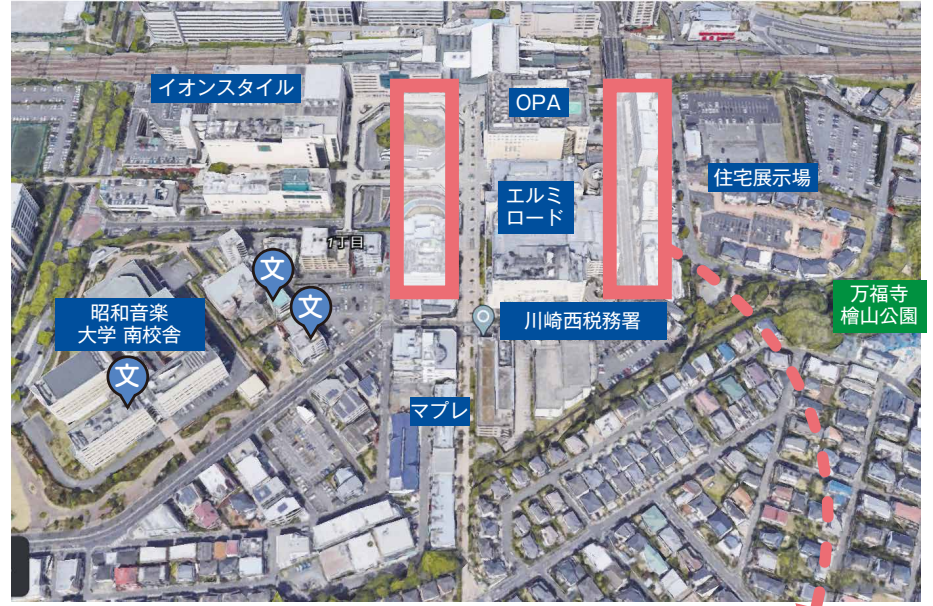 イオンスタイル
OPA
エルミ
ロード
住宅展示場
1丁目
文
文
文
昭和音楽
大学 南校舎
川崎西税務署
万福寺
檜山公園
マプレ